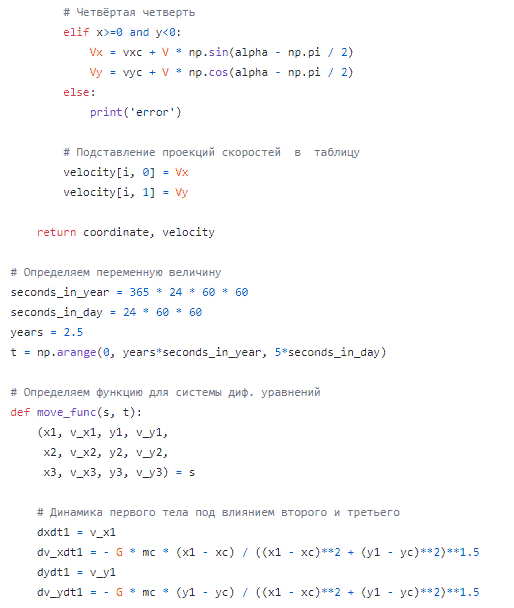 # Четвёртая четверть
elif x>=0 and y<0:
Vx = vxc + V * np.sin(alpha - np.pi / 2)
Vy = vyc + V * np.cos(alpha - np.pi / 2)
else:
print('error')
# Подставление проекций скоростей  в  таблицу
velocity[i, 0] = Vx
velocity[i, 1] = Vy
return coordinate, velocity
# Определяем переменную величину
seconds_in_year = 365 * 24 * 60 * 60
seconds_in_day = 24 * 60 * 60
years = 2.5
t = np.arange(0, years*seconds_in_year, 5*seconds_in_day)
# Определяем функцию для системы диф. уравнений
def move_func(s, t):
(x1, v_x1, y1, v_y1,
x2, v_x2, y2, v_y2,
x3, v_x3, y3, v_y3) = s
# Динамика первого тела под влиянием второго и третьего
dxdt1 = v_x1
dv_xdt1 = - G * mc * (x1 - xc) / ((x1 - xc)**2 + (y1 - yc)**2)**1.5
dydt1 = v_y1
dv_ydt1 = - G * mc * (y1 - yc) / ((x1 - xc)**2 + (y1 - yc)**2)**1.5